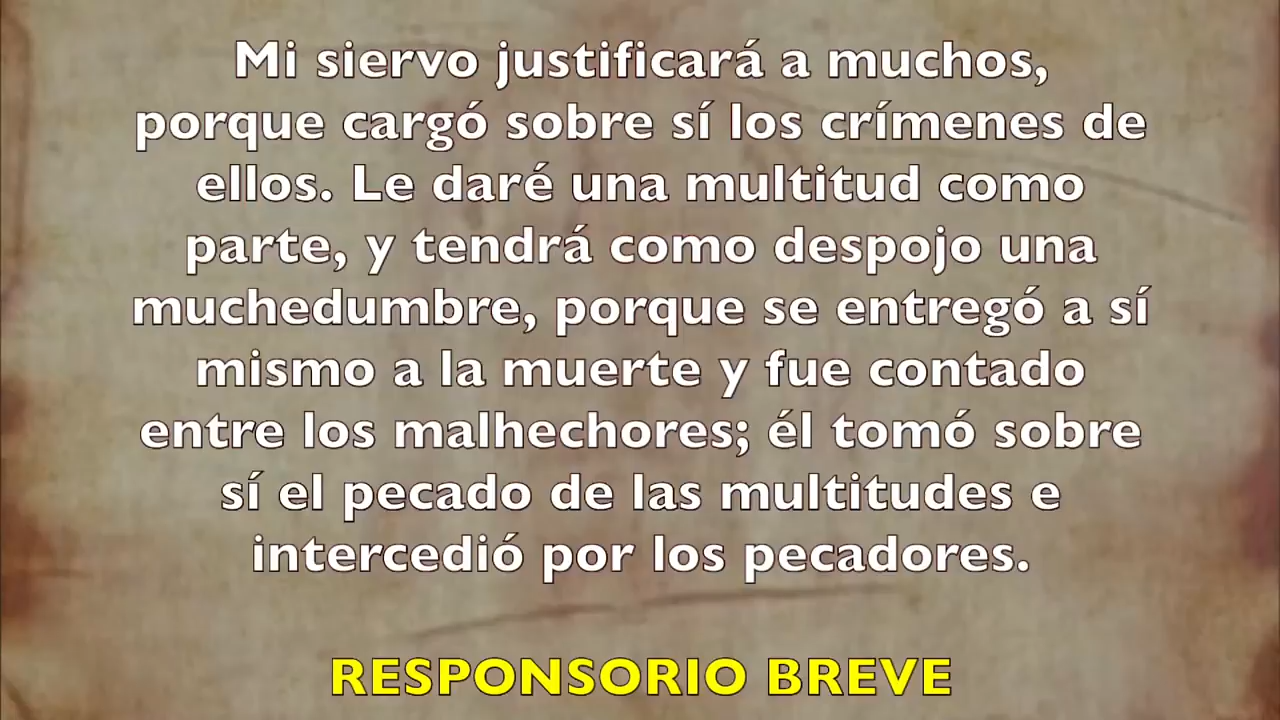 Mi siervo justificará a muchos,
porque cargó sobre sí los crímenes de
ellos. Le daré una multitud como
parte, y tendrá como despojo una
muchedumbre, porque se entregó a sí
mismo a la muerte y fue contado
entre los malhechores; él tomó sobre
sí el pecado de las multitudes e
intercedió por los pecadores.
RESPONSORIO BREVE